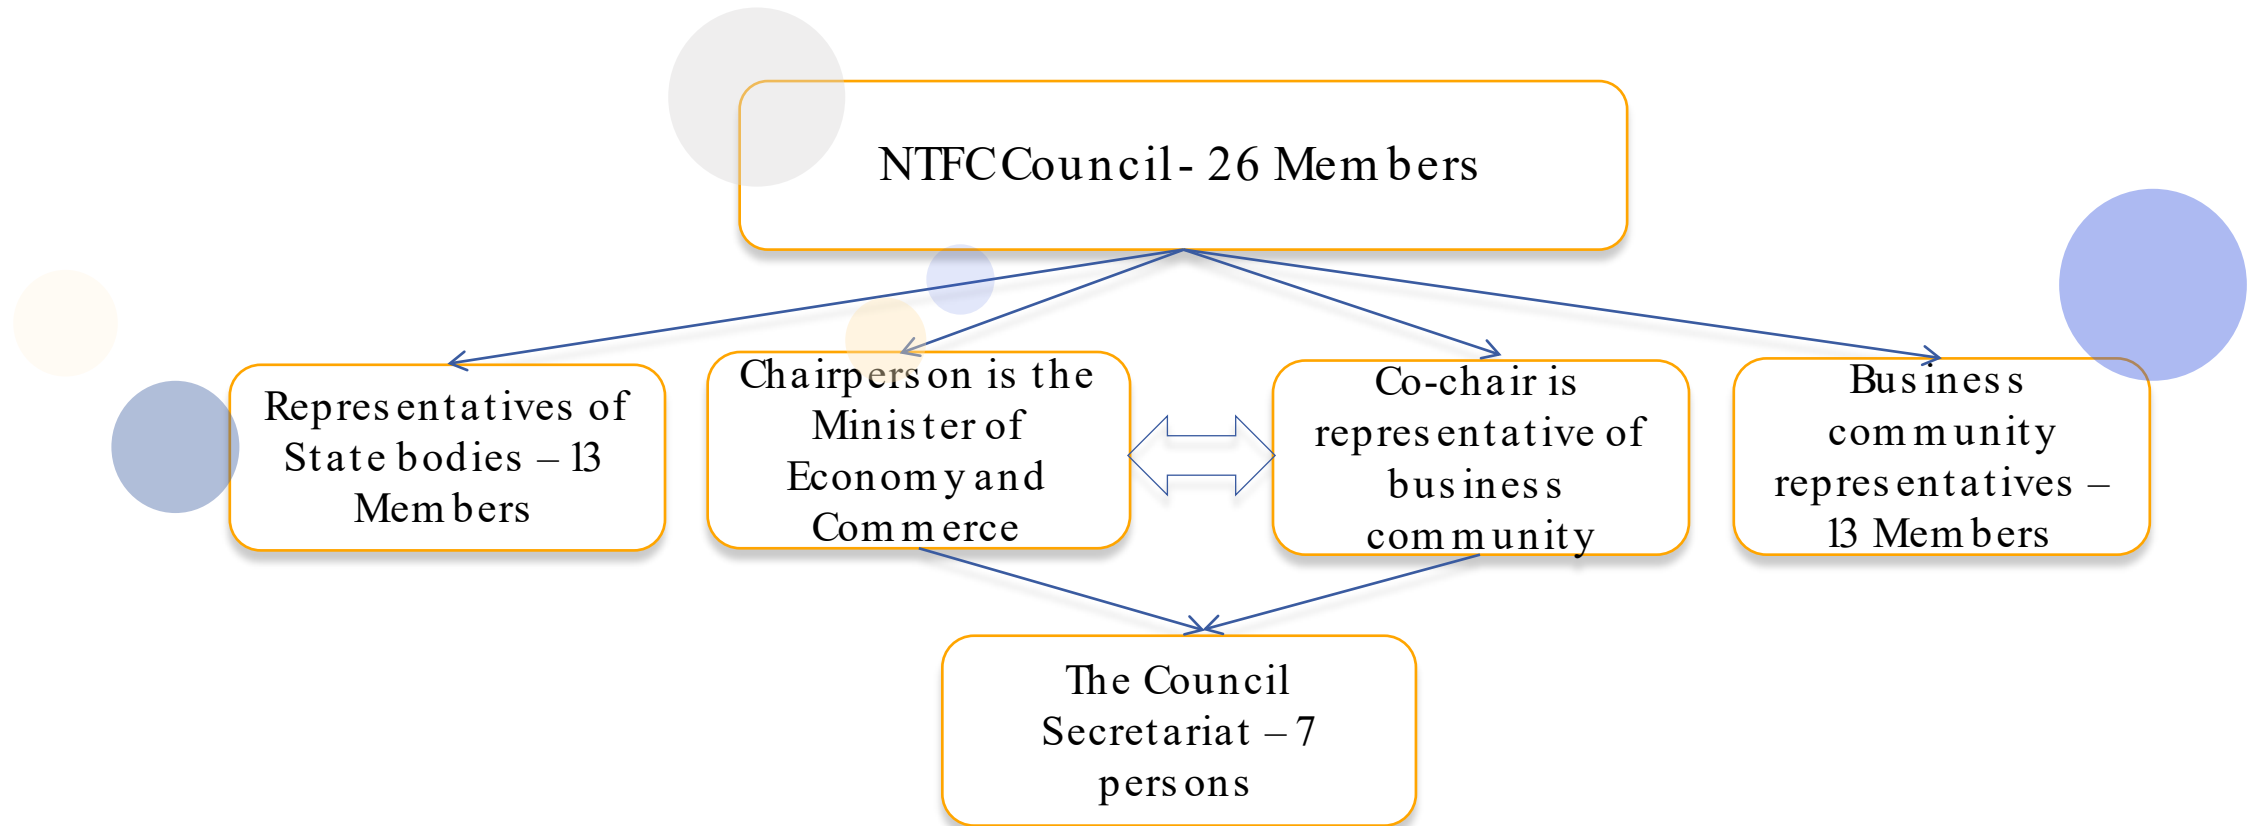 NTFC Council - 26 Members
Representatives of
State bodies – 13
Members
Chairperson is the
Minister of
Economy and
Commerce
Co-chair is
representative of
business
community
Business
community
representatives –
13 Members
The Council
Secretariat – 7
persons